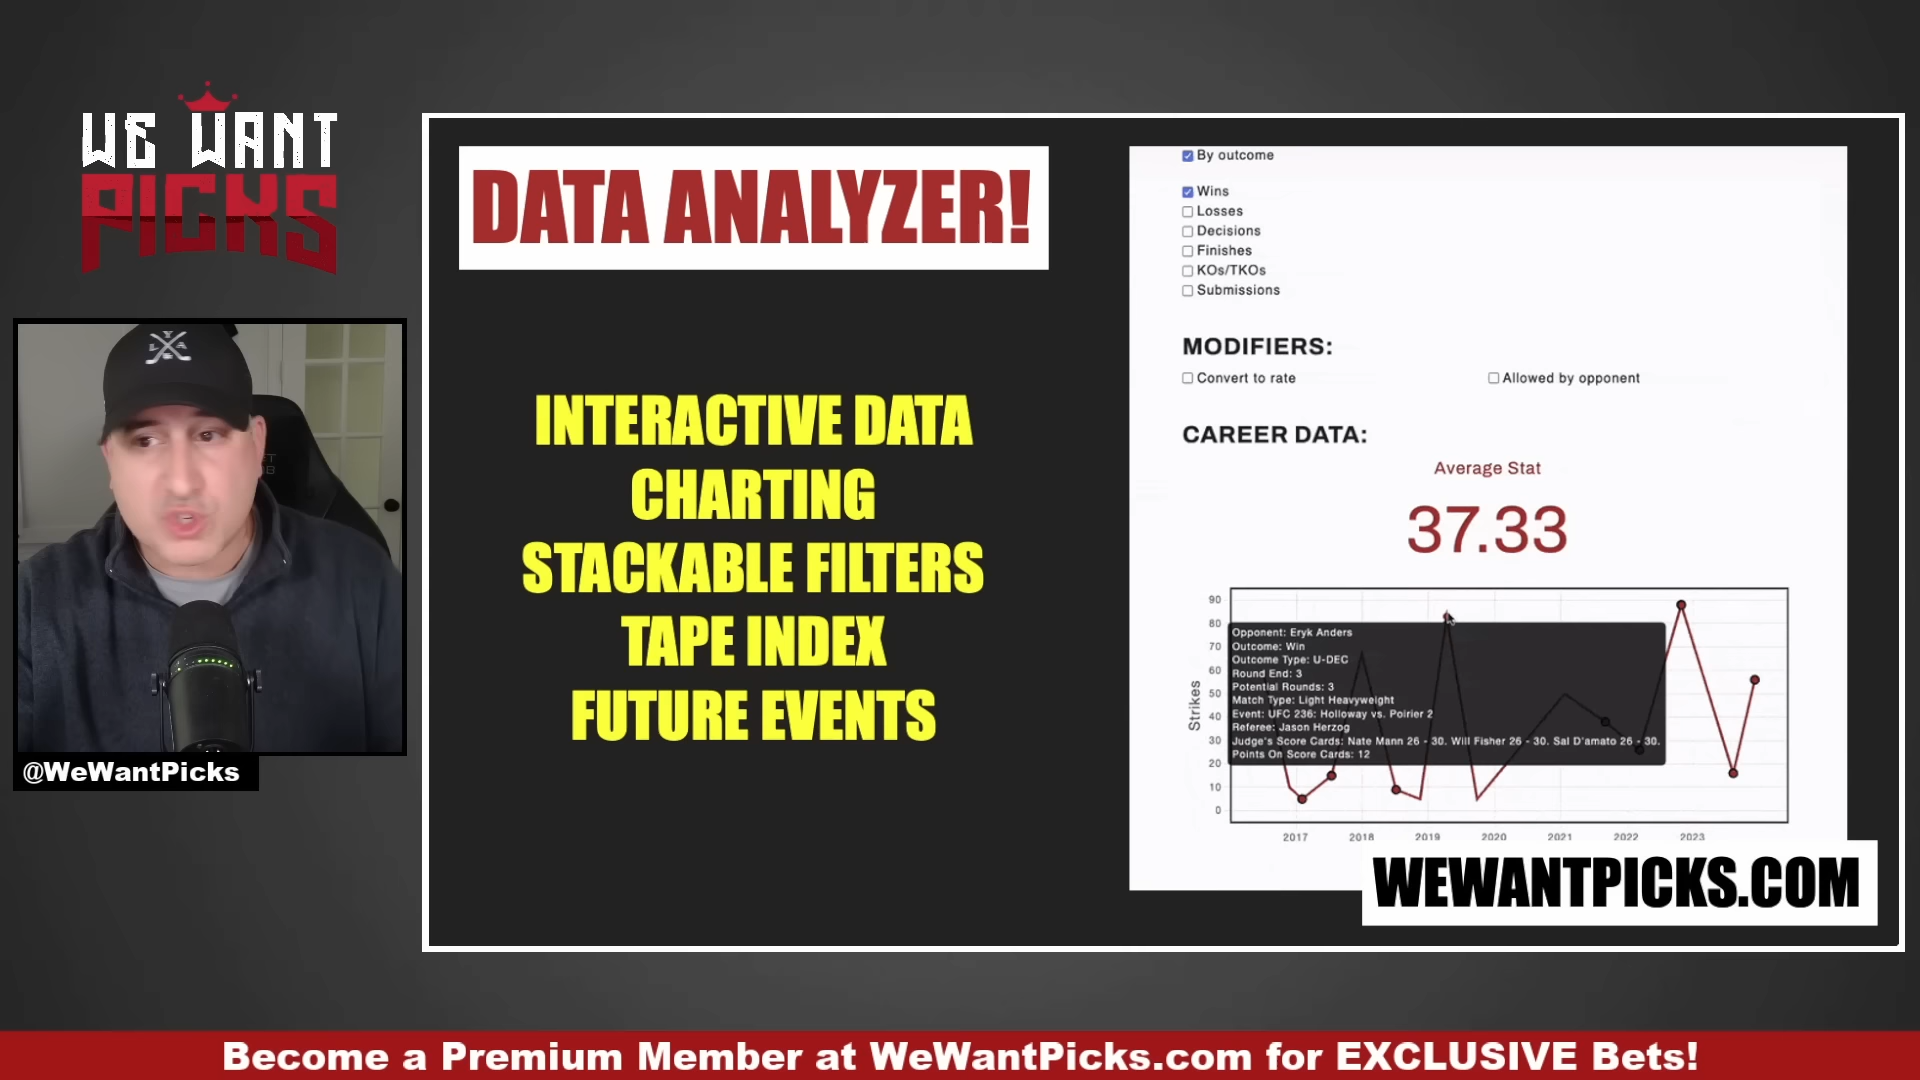 WE WANT
PICKS
@WeWantPicks
DATA ANALYZER!
INTERACTIVE DATA
CHARTING
STACKABLE FILTERS
TAPE INDEX
FUTURE EVENTS
By outcome
Wins
Losses
Decisions
Finishes
KOs/TKOs
Submissions
MODIFIERS:
Convert to rate
Allowed by opponent
CAREER DATA:
Average Stat
37.33
Strikes
90
80
70
60
50
40
30
20
10
0
Opponent: Eryk Anders
Outcome: Win
Outcome Type: U-DEC
Round End: 3
Potential Rounds: 3
Match Type: Light Heavyweight
Event: UFC 236: Holloway vs. Poirier 2
Referee: Jason Herzog
Judge's Score Cards: Nate Mann 26 - 30. Will Fisher 26 - 30. Sal D'amato 26 - 30.
Points On Score Cards: 12
2017 2018 2019 2020 2021 2022 2023
WEWANTPICKS.COM
Become a Premium Member at WeWantPicks.com for EXCLUSIVE Bets!